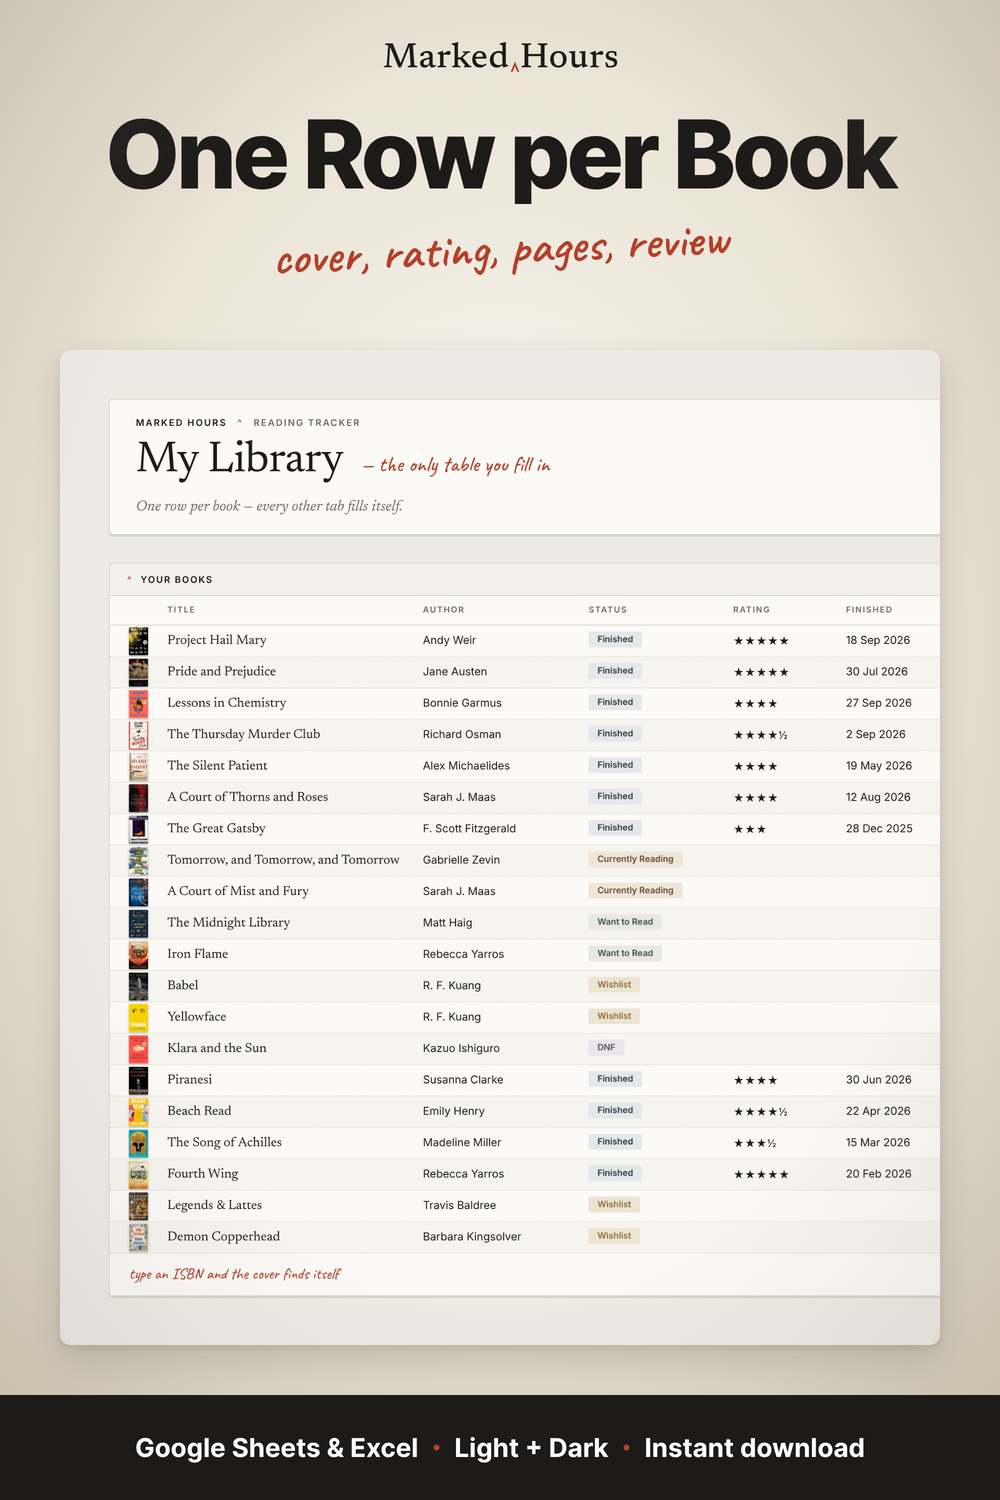 Marked^Hours
One Row per Book
cover, rating, pages, review
MARKED HOURS ^ READING TRACKER
My Library – the only table you fill in
One row per book – every other tab fills itself.
^ YOUR BOOKS
TITLE AUTHOR STATUS RATING FINISHED
Project Hail Mary Andy Weir Finished ★★★★★ 18 Sep 2026
Pride and Prejudice Jane Austen Finished ★★★★★ 30 Jul 2026
Lessons in Chemistry Bonnie Garmus Finished ★★★★ 27 Sep 2026
The Thursday Murder Club Richard Osman Finished ★★★★½ 2 Sep 2026
The Silent Patient Alex Michaelides Finished ★★★★ 19 May 2026
A Court of Thorns and Roses Sarah J. Maas Finished ★★★★ 12 Aug 2026
The Great Gatsby F. Scott Fitzgerald Finished ★★★ 28 Dec 2025
Tomorrow, and Tomorrow, and Tomorrow Gabrielle Zevin Currently Reading
A Court of Mist and Fury Sarah J. Maas Currently Reading
The Midnight Library Matt Haig Want to Read
Iron Flame Rebecca Yarros Want to Read
Babel R. F. Kuang Wishlist
Yellowface R. F. Kuang Wishlist
Klara and the Sun Kazuo Ishiguro DNF
Piranesi Susanna Clarke Finished ★★★★ 30 Jun 2026
Beach Read Emily Henry Finished ★★★★½ 22 Apr 2026
The Song of Achilles Madeline Miller Finished ★★★½ 15 Mar 2026
Fourth Wing Rebecca Yarros Finished ★★★★★ 20 Feb 2026
Legends & Lattes Travis Baldree Wishlist
Demon Copperhead Barbara Kingsolver Wishlist
type an ISBN and the cover finds itself
Google Sheets & Excel • Light + Dark • Instant download